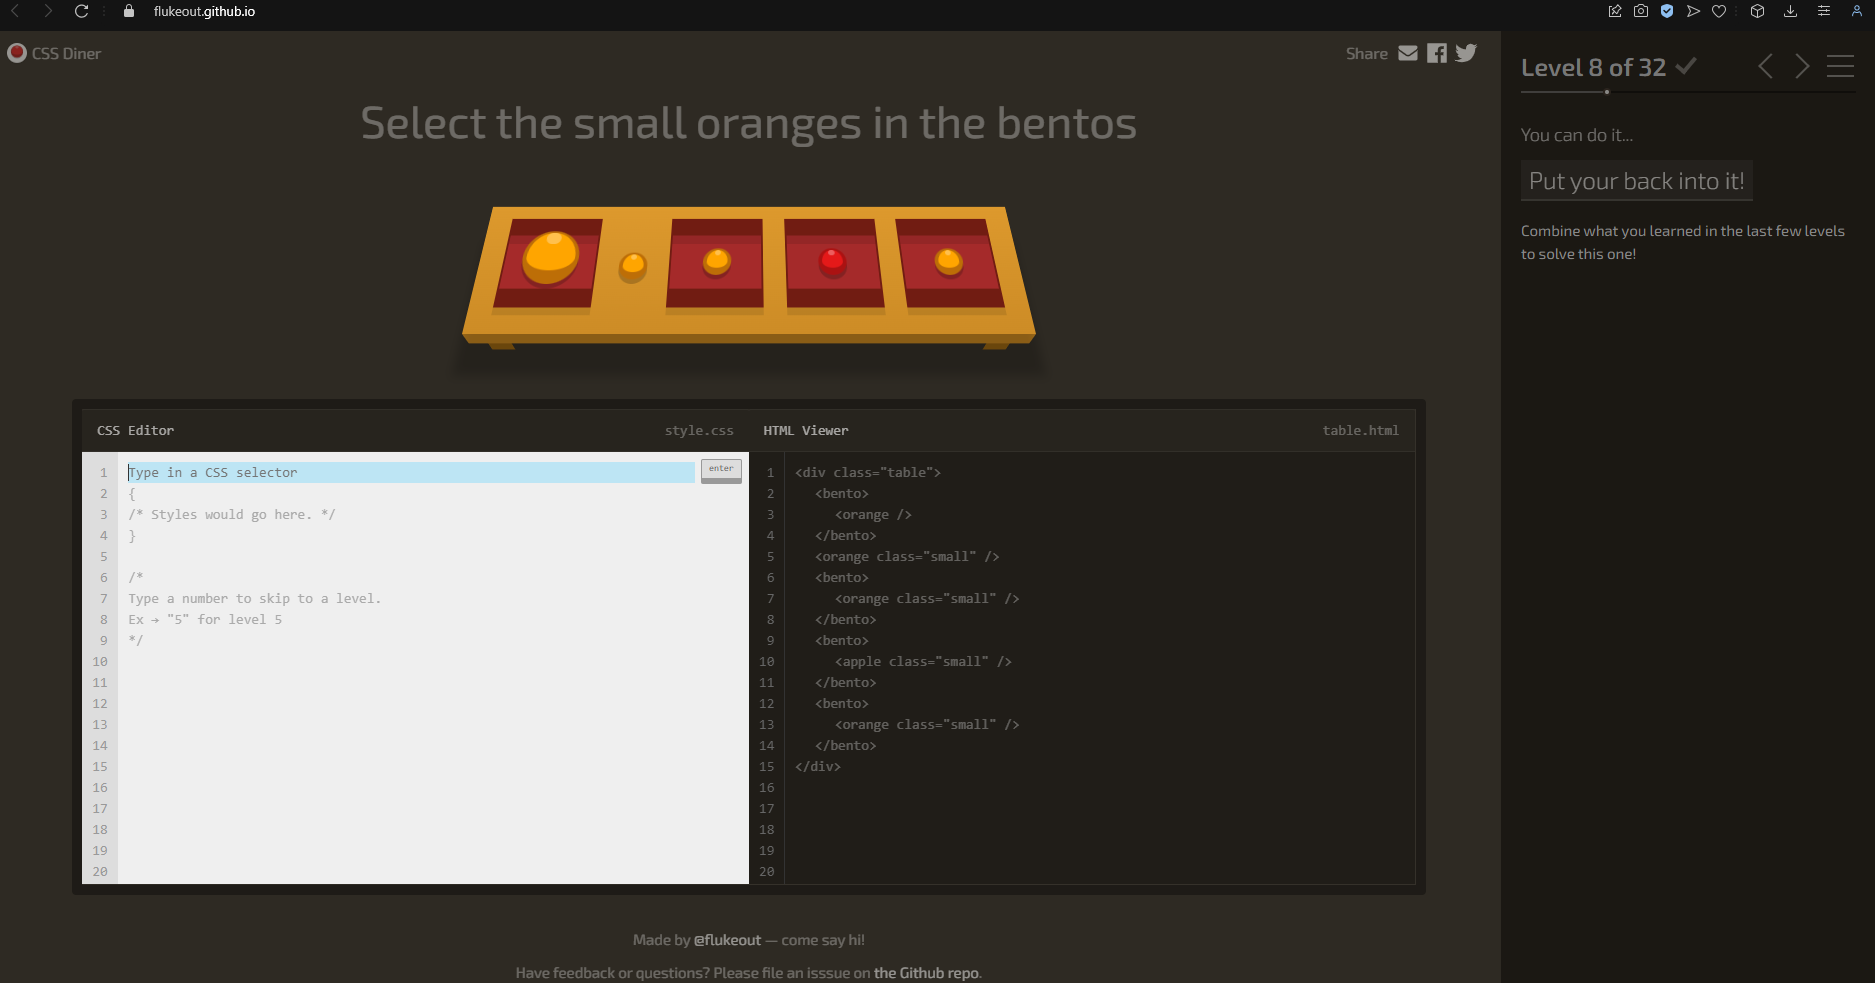 flukeout.github.io
CSS Diner
Share
Select the small oranges in the bentos
CSS Editor
style.css
1 Type in a CSS selector
enter
2 {
3 /* Styles would go here. */
4 }
5
6 /*
7 Type a number to skip to a level.
8 Ex → "5" for level 5
9 */
10
11
12
13
14
15
16
17
18
19
20
HTML Viewer
table.html
1 <div class="table">
2 <bento>
3 <orange />
4 </bento>
5 <orange class="small" />
6 <bento>
7 <orange class="small" />
8 </bento>
9 <bento>
10 <apple class="small" />
11 </bento>
12 <bento>
13 <orange class="small" />
14 </bento>
15 </div>
16
17
18
19
20
Made by @flukeout — come say hi!
Have feedback or questions? Please file an isssue on the Github repo.
Level 8 of 32
You can do it...
Put your back into it!
Combine what you learned in the last few levels
to solve this one!